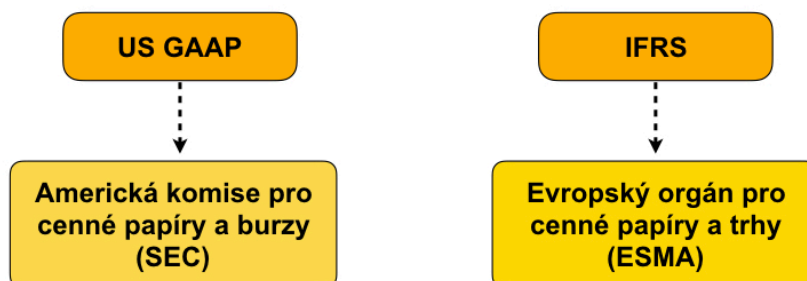 US GAAP
IFRS
Americká komise pro
cenné papíry a burzy
(SEC)
Evropský orgán pro
cenné papíry a trhy
(ESMA)